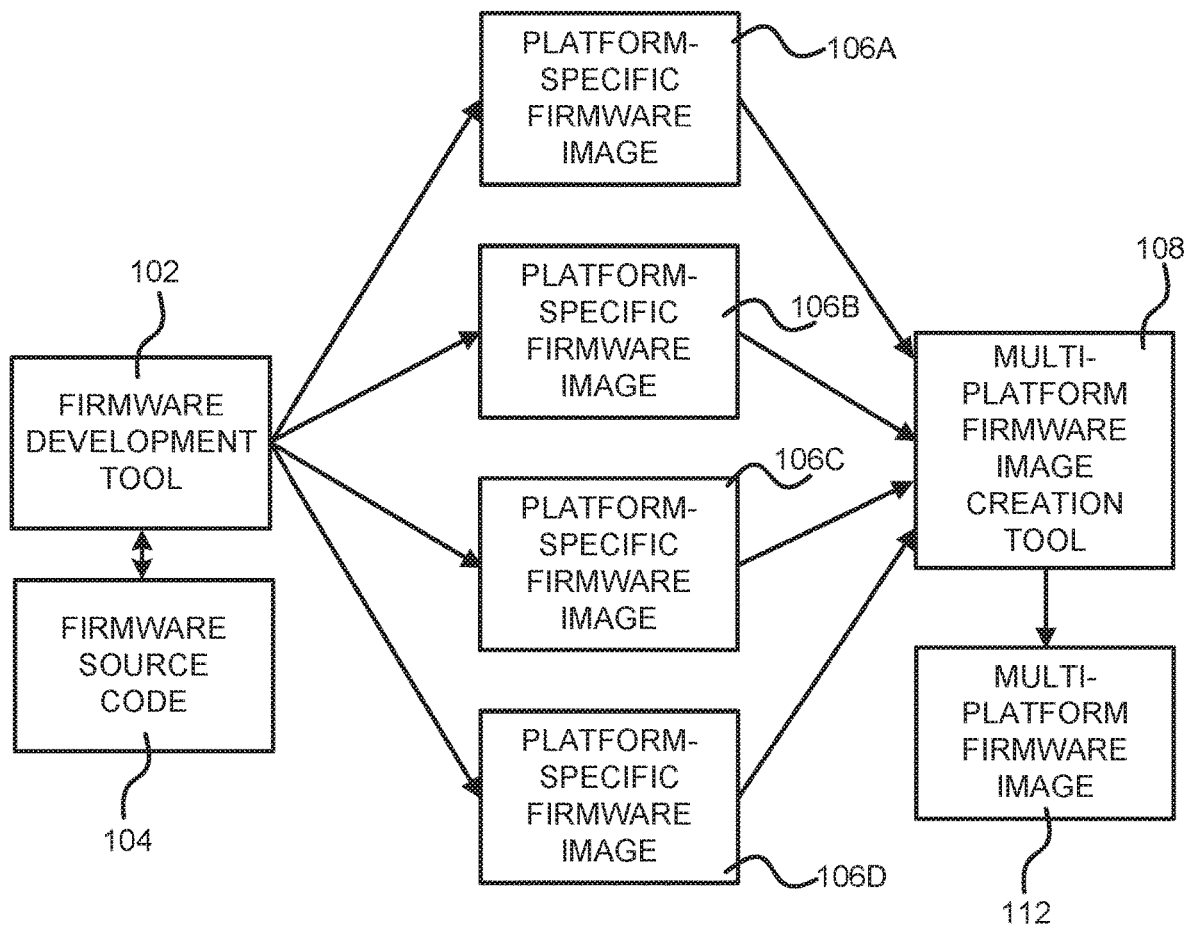 PLATFORM-
SPECIFIC
FIRMWARE
IMAGE
106A
102
FIRMWARE
DEVELOPMENT
TOOL
FIRMWARE
SOURCE
CODE
104
PLATFORM-
SPECIFIC
FIRMWARE
IMAGE
106B
PLATFORM-
SPECIFIC
FIRMWARE
IMAGE
106C
PLATFORM-
SPECIFIC
FIRMWARE
IMAGE
106D
108
MULTI-
PLATFORM
FIRMWARE
IMAGE
CREATION
TOOL
MULTI-
PLATFORM
FIRMWARE
IMAGE
112